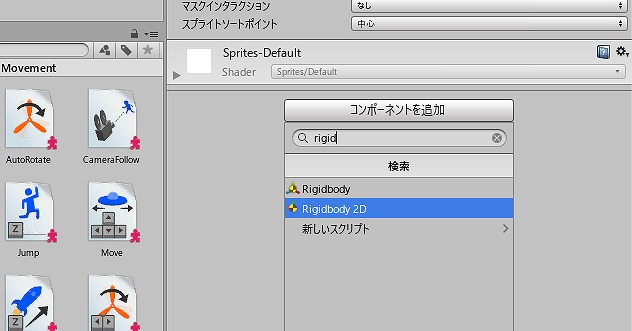 マスクインタラクション
なし
スプライトソートポイント
中心
Sprites-Default
Shader
Sprites/Default
Movement
AutoRotate
CameraFollow
Z
Jump
Move
コンポーネントを追加
rigid
検索
Rigidbody
Rigidbody 2D
新しいスクリプト